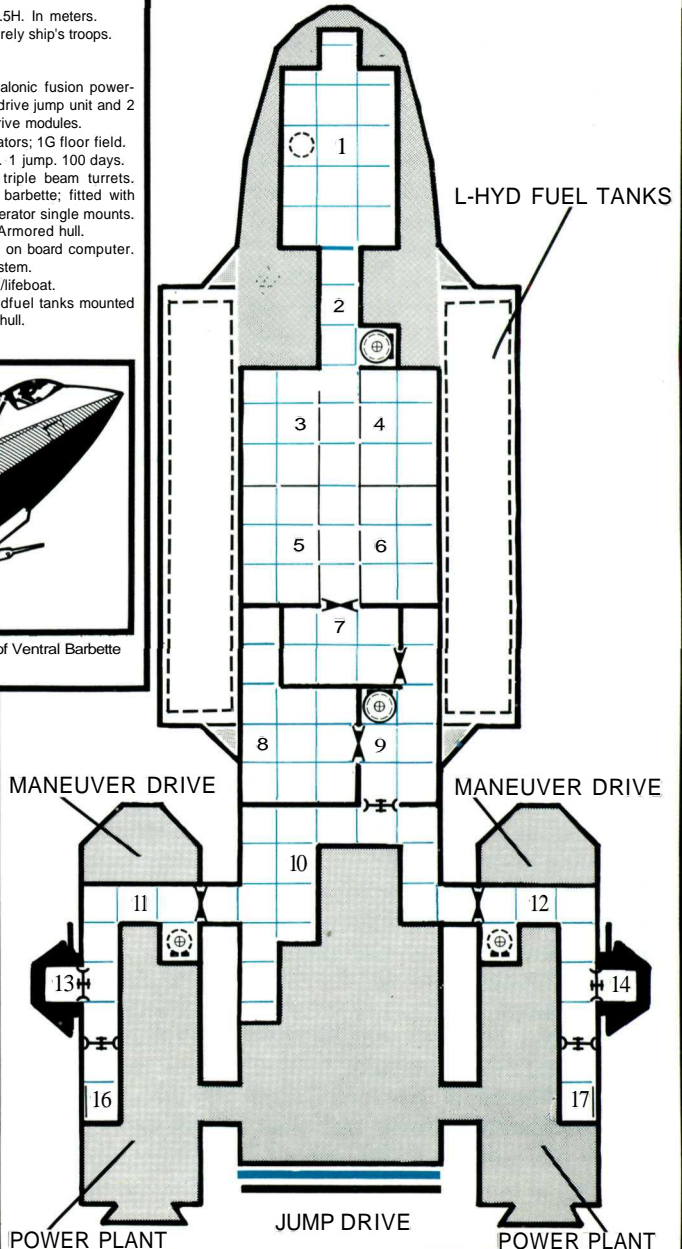 .5H. In meters.
rely ship's troops.
alonic fusion power-
drive jump unit and 2
rive modules.
ators; 1G floor field.
. 1 jump. 100 days.
triple beam turrets.
barbette; fitted with
erator single mounts.
Armored hull.
on board computer.
stem.
/lifeboat.
dfuel tanks mounted
hull.
of Ventral Barbette
1
L-HYD FUEL TANKS
2
3 4
5 6
7
8 9
MANEUVER DRIVE MANEUVER DRIVE
10
11 12
13 14
16 17
JUMP DRIVE
POWER PLANT POWER PLANT